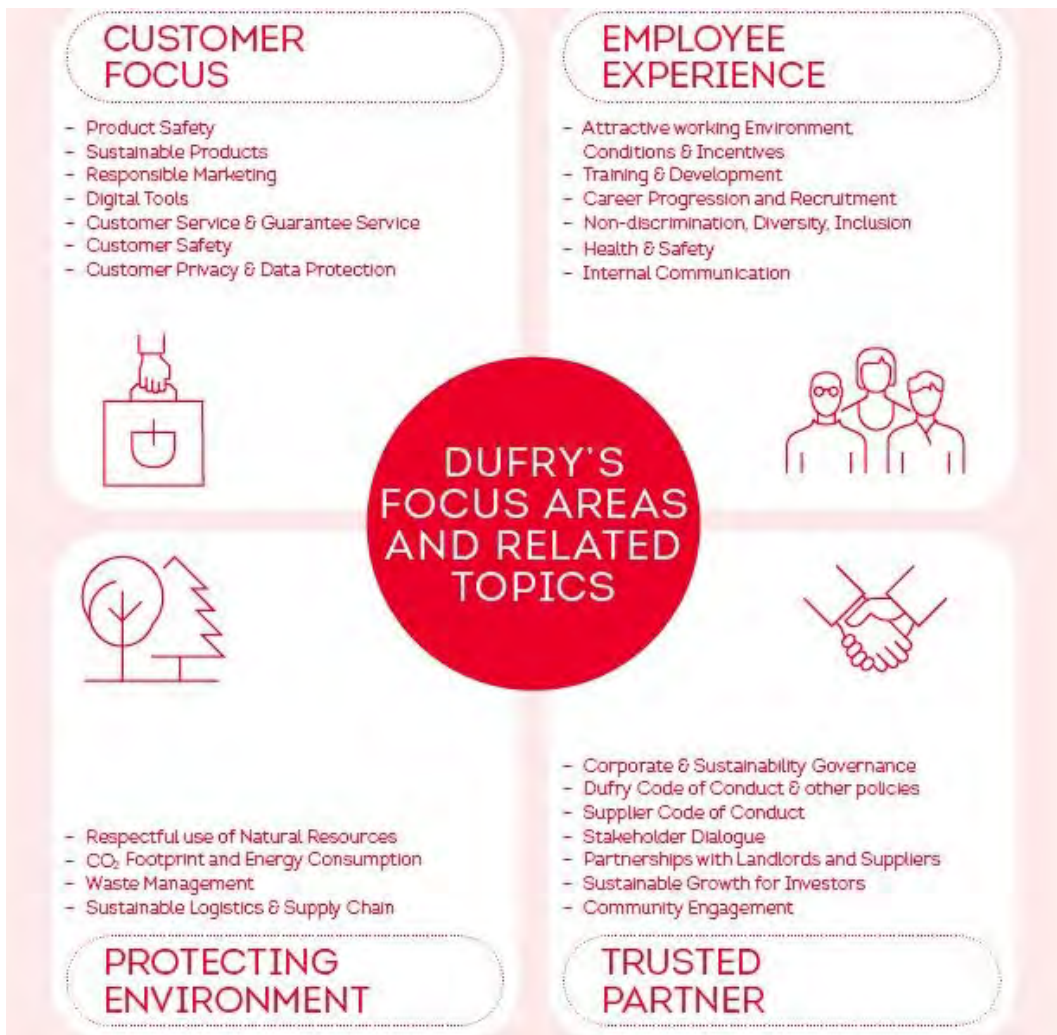 CUSTOMER
FOCUS
– Product Safety
– Sustainable Products
– Responsible Marketing
– Digital Tools
– Customer Service & Guarantee Service
– Customer Safety
– Customer Privacy & Data Protection
EMPLOYEE
EXPERIENCE
– Attractive working Environment
Conditions & Incentives
– Training & Development
– Career Progression and Recruitment
– Non-discrimination, Diversity, Inclusion
– Health & Safety
– Internal Communication
DUFRY'S
FOCUS AREAS
AND RELATED
TOPICS
– Respectful use of Natural Resources
– CO₂ Footprint and Energy Consumption
– Waste Management
– Sustainable Logistics & Supply Chain
PROTECTING
ENVIRONMENT
– Corporate & Sustainability Governance
– Dufry Code of Conduct & other policies
– Supplier Code of Conduct
– Stakeholder Dialogue
– Partnerships with Landlords and Suppliers
– Sustainable Growth for Investors
– Community Engagement
TRUSTED
PARTNER